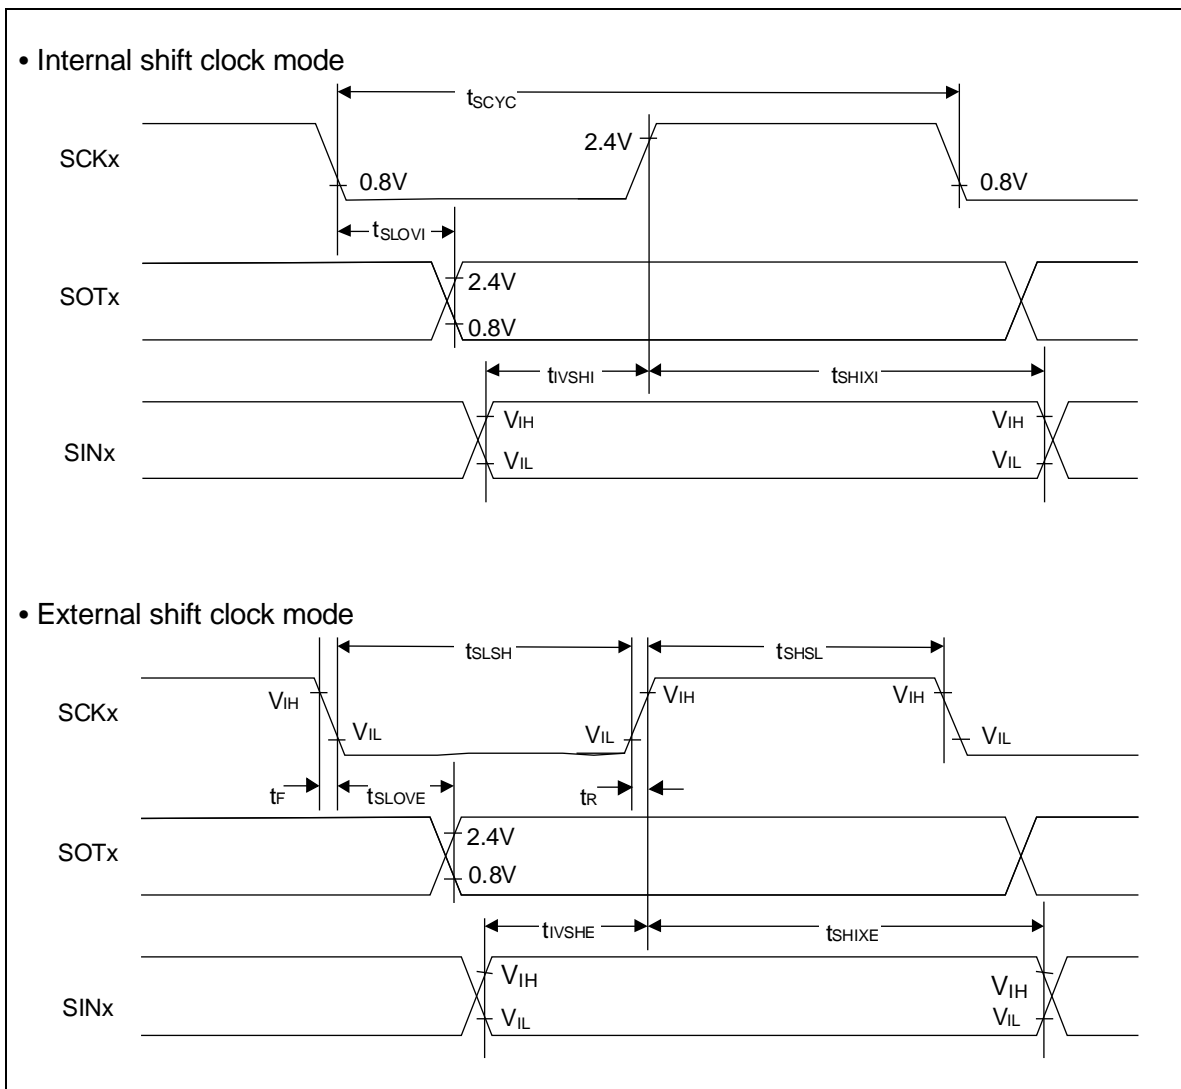 • Internal shift clock mode
tSCYC
SCKx
2.4V
0.8V
0.8V
tSLOVI
SOTx
2.4V
0.8V
tIVSHI
tSHIXI
SINx
VIH
VIH
VIL
VIL
• External shift clock mode
tSLSH
tSHSL
SCKx
VIH
VIH
VIH
VIL
VIL
VIL
tF
tSLOVE
tR
SOTx
2.4V
0.8V
tIVSHE
tSHIXE
SINx
VIH
VIH
VIL
VIL